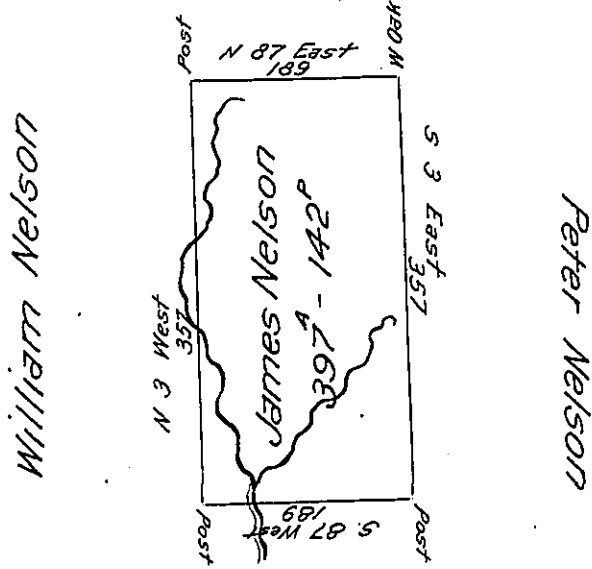 Post
N 87 East
189
William Nelson
N 3 West
357
James Nelson
397ᴬ - 142ᴾ
S 3 East
357
Peter Nelson
Post
S. 87 West
189
Post